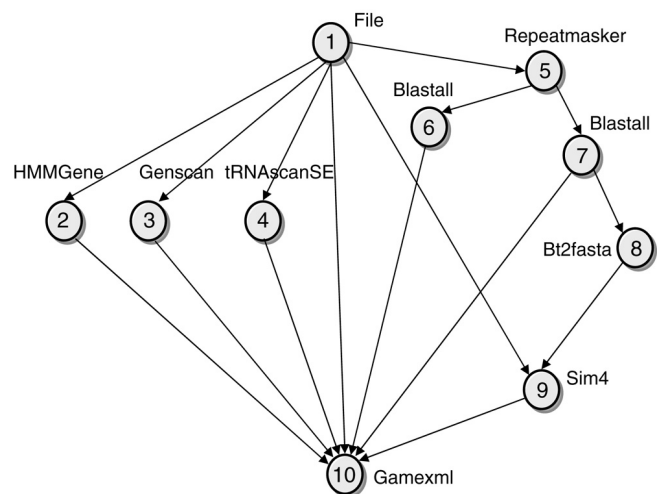 File
1
Repeatmasker
5
Blastall
6
Blastall
7
HMMGene
Genscan
tRNAscanSE
2
3
4
Bt2fasta
8
9
Sim4
10
Gamexml